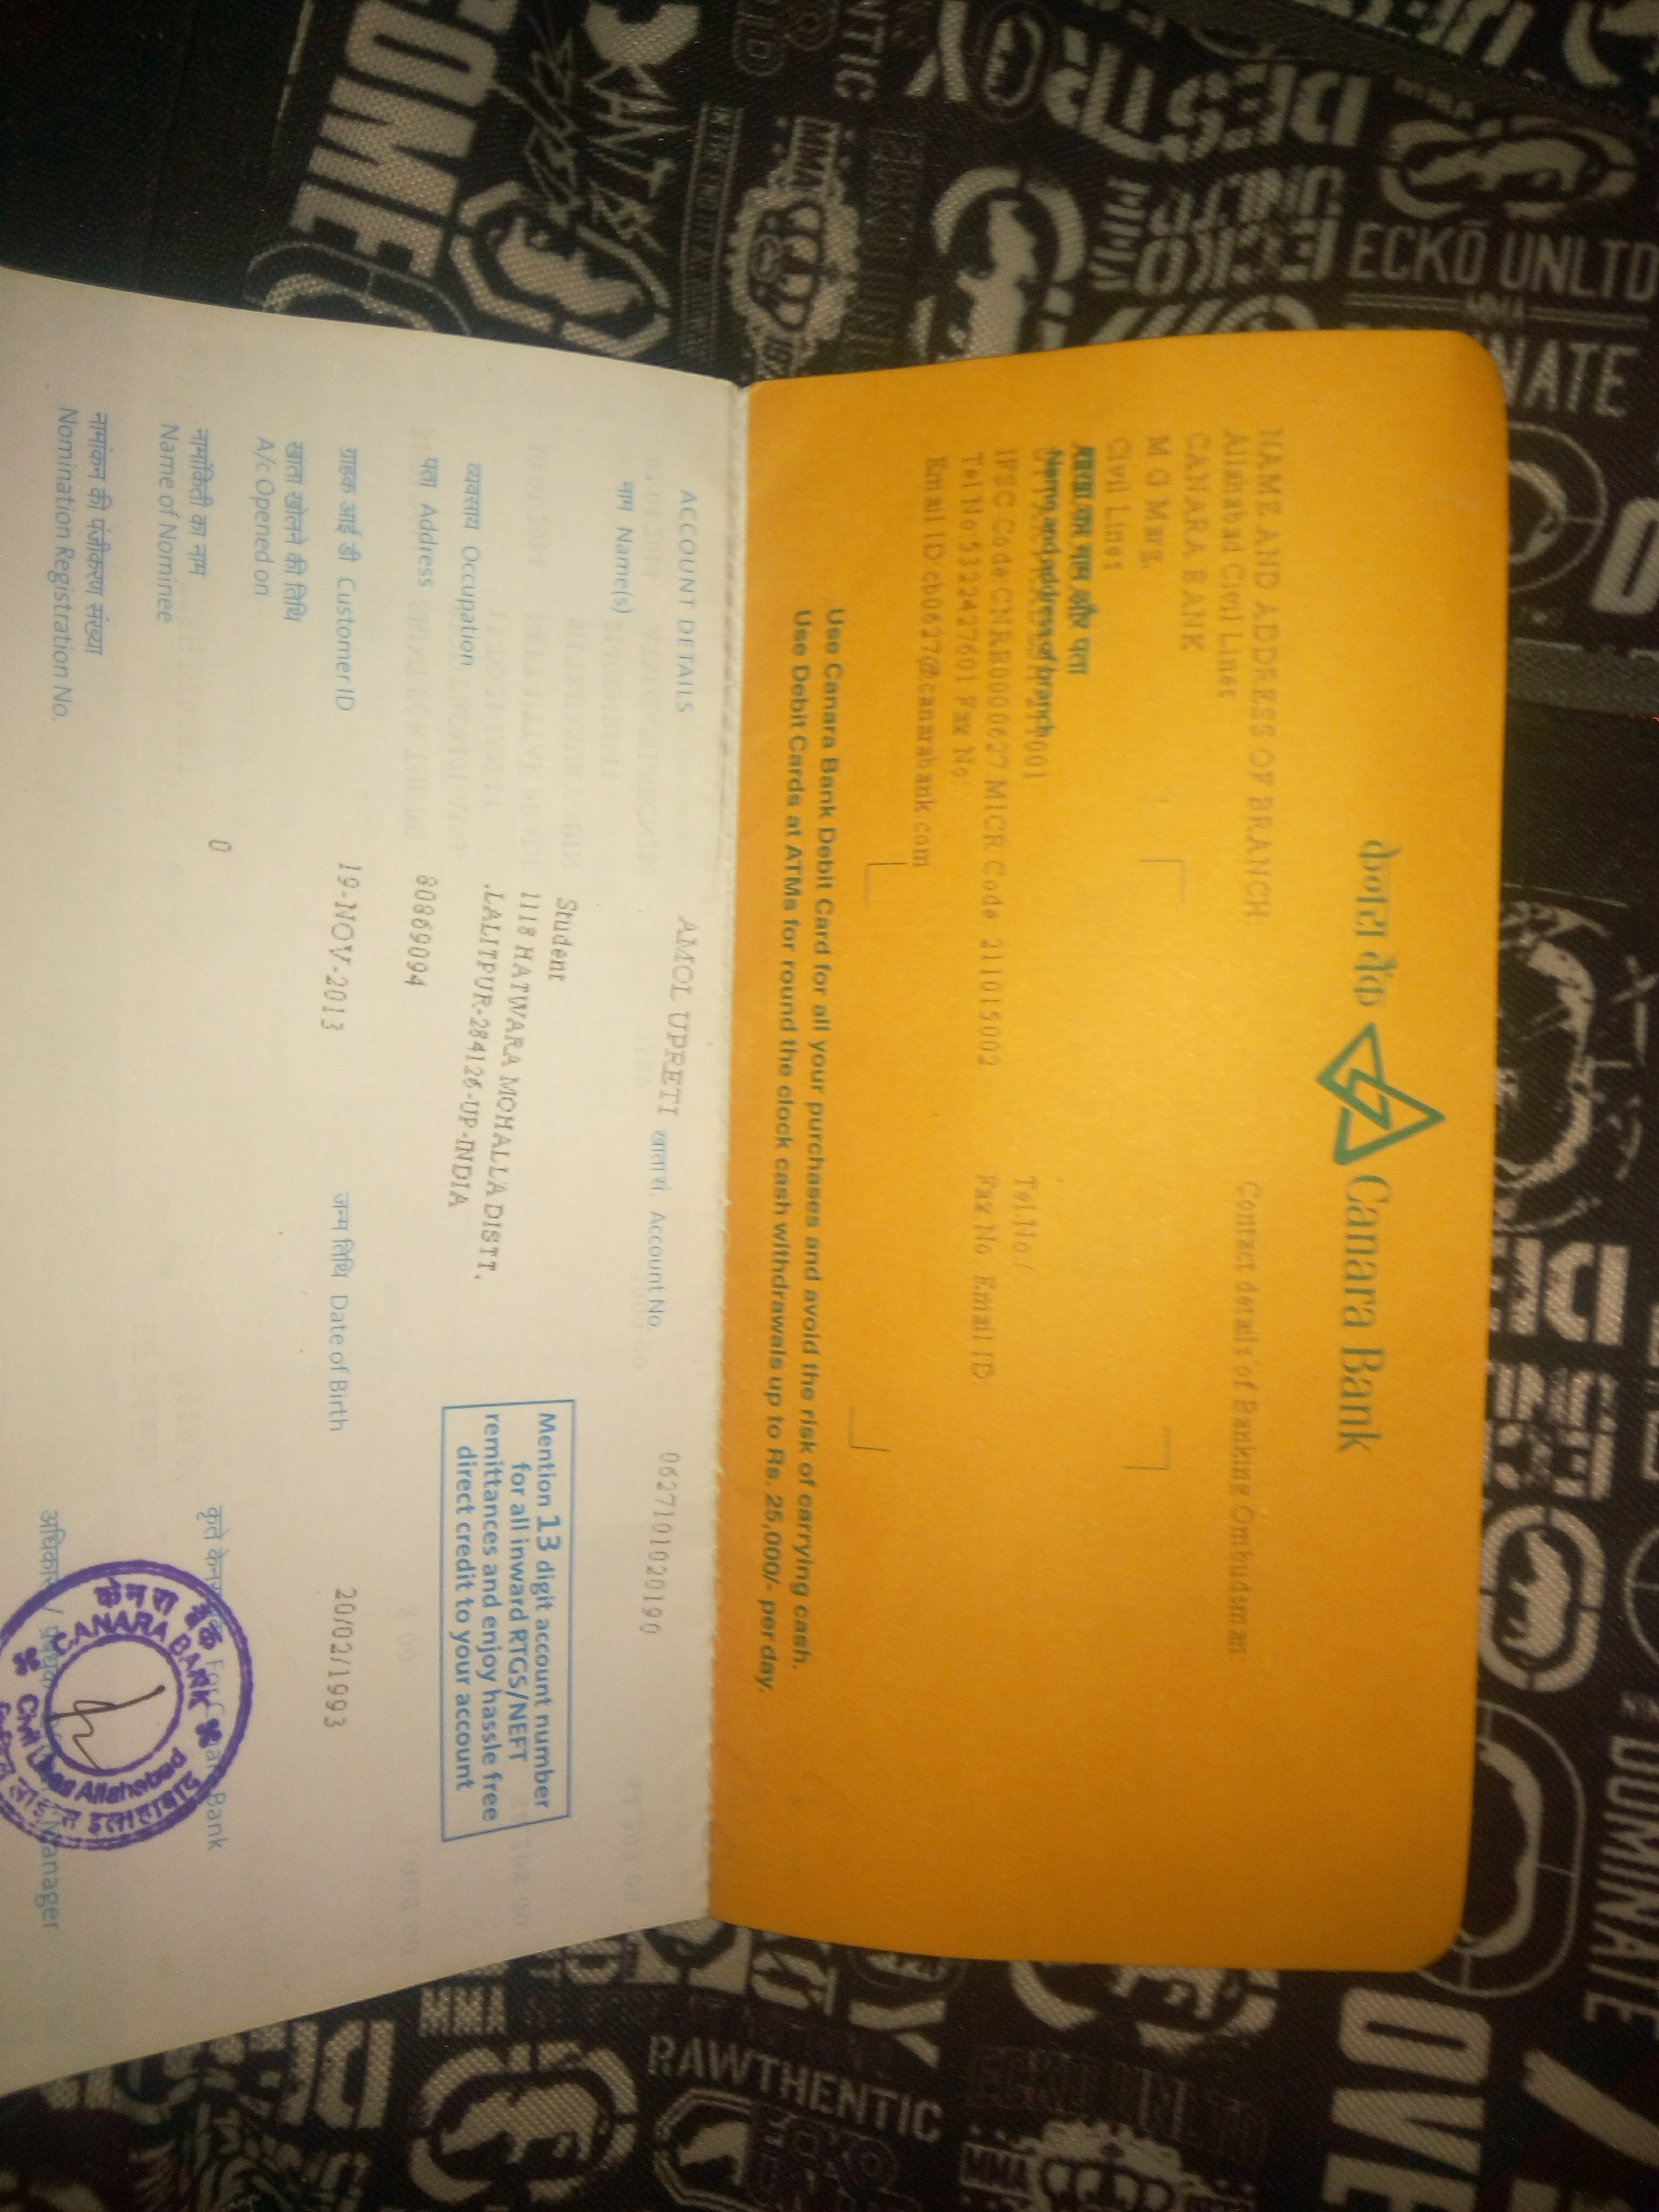 केनरा बैंक Canara Bank
NAME AND ADDRESS OF BRANCH:
Allahabad Civil Lines
CANARA BANK
M G Marg,
Civil Lines
शाखा का नाम और पता
Name and address of branch
UTTAR PRADESH 211001
IFSC Code:CNRB0000627 MICR Code: 211015002
Tel No:5322427601 Fax No:
Email ID:cb0627@canarabank.com
Contact details of Banking Ombudsman:
Tel.No./
Fax.No. Email ID:
Use Canara Bank Debit Card for all your purchases and avoid the risk of carrying cash.
Use Debit Cards at ATMs for round the clock cash withdrawals up to Rs. 25,000/- per day.
ACCOUNT DETAILS
AMOL UPRETI
खाता सं. Account No. 0627101020190
नाम Name(s)
Student
1118 HATWARA MOHALLA DISTT.
,LALITPUR-284126-UP-INDIA
Mention 13 digit account number
for all inward RTGS/NEFT
remittances and enjoy hassle free
direct credit to your account
व्यवसाय Occupation
पता Address
80869094
ग्राहक आई डी Customer ID
19-NOV-2013
जन्म तिथि Date of Birth 20/02/1993
खाता खोलने की तिथि
A/c Opened on
0
नामांकिती का नाम
Name of Nominee
नामांकन की पंजीकरण संख्या
Nomination Registration No.
कृते केनरा बैंक For Canara Bank
केनरा बैंक
CANARA BANK
Civil Lines Allahabad
Manager
DOMINATE
OVE
ECKŌ UNLTD
MMA
RAWTHENTIC